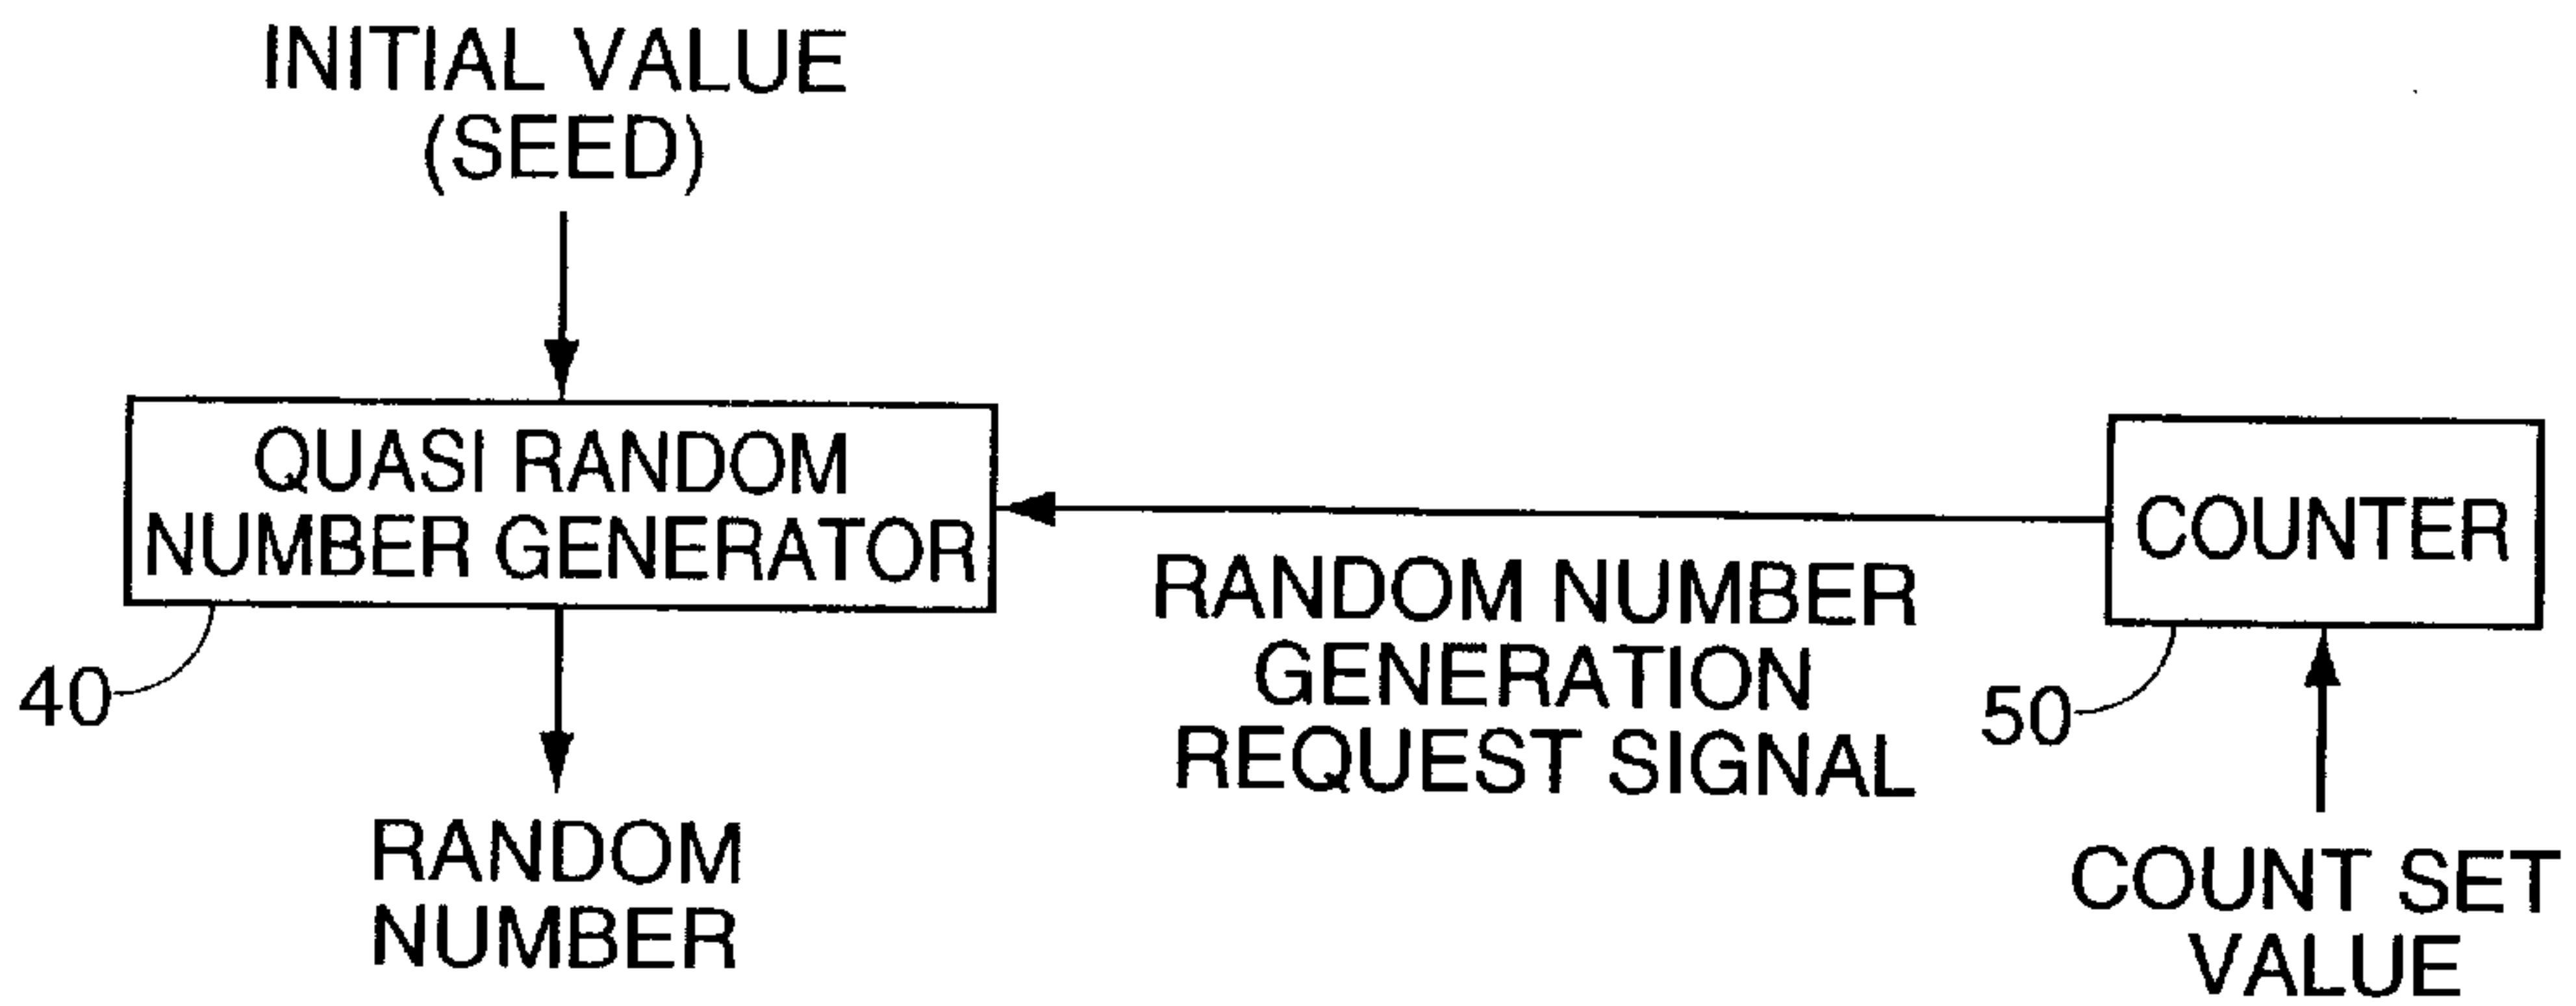 INITIAL VALUE
(SEED)
QUASI RANDOM
NUMBER GENERATOR
COUNTER
RANDOM NUMBER
GENERATION
REQUEST SIGNAL
40
50
RANDOM
NUMBER
COUNT SET
VALUE